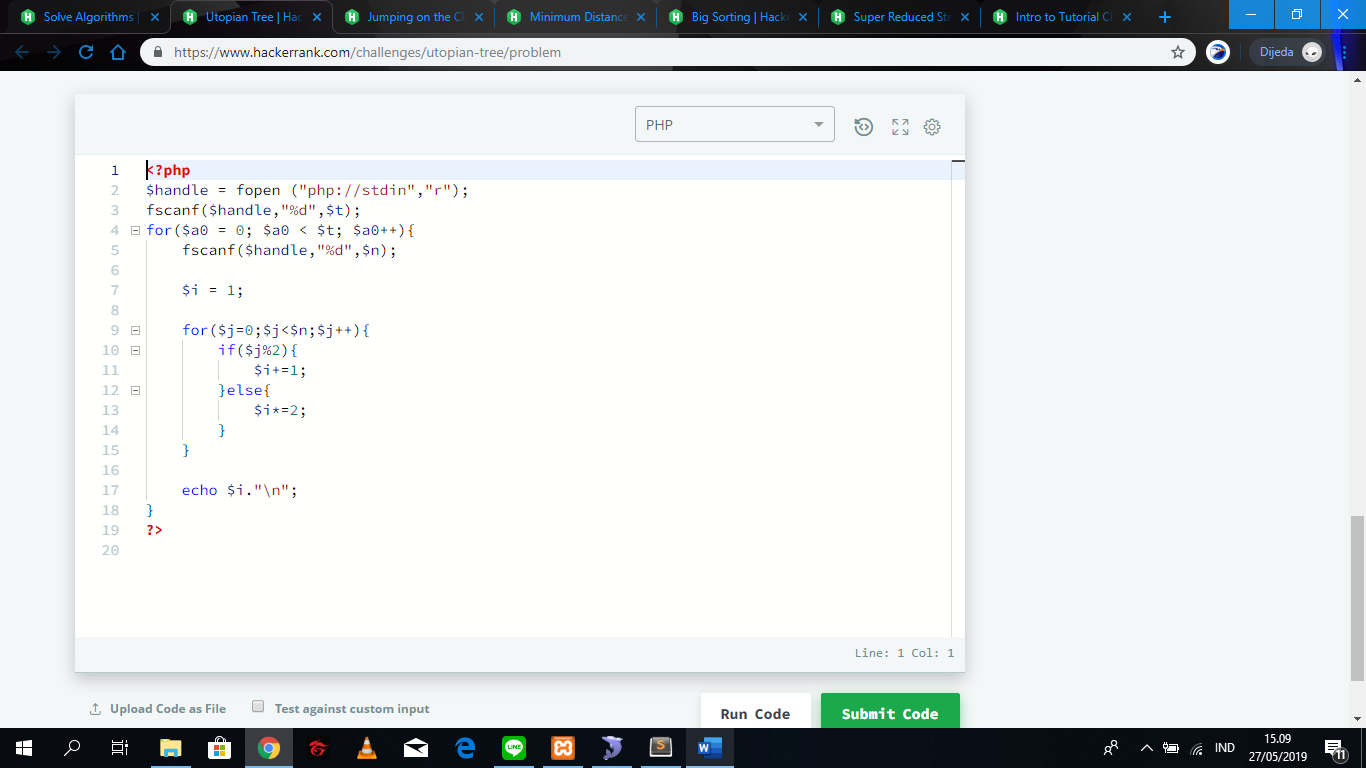 Solve Algorithms |
Utopian Tree | Hac
Jumping on the Cl
Minimum Distance
Big Sorting | Hacke
Super Reduced Str
Intro to Tutorial Ch
https://www.hackerrank.com/challenges/utopian-tree/problem
Dijeda
PHP
1 <?php
2 $handle = fopen ("php://stdin","r");
3 fscanf($handle,"%d",$t);
4 for($a0 = 0; $a0 < $t; $a0++){
5 fscanf($handle,"%d",$n);
6
7 $i = 1;
8
9 for($j=0;$j<$n;$j++){
10 if($j%2){
11 $i+=1;
12 }else{
13 $i*=2;
14 }
15 }
16
17 echo $i."\n";
18 }
19 ?>
20
Line: 1 Col: 1
Upload Code as File
Test against custom input
Run Code
Submit Code
LINE
S
IND
15.09
27/05/2019
11